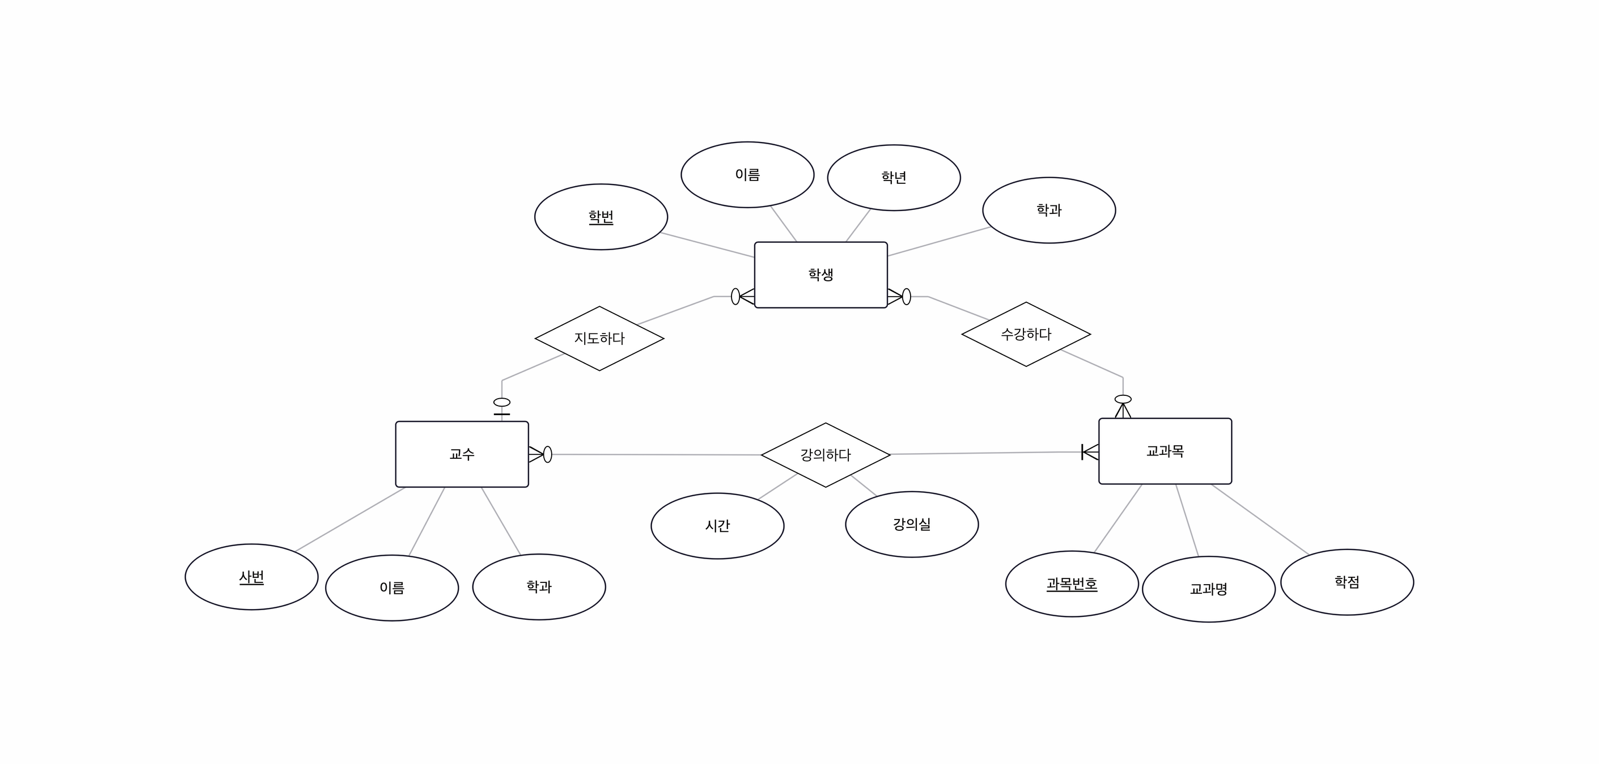 이름
학년
학번
학과
학생
지도하다
수강하다
교수
강의하다
교과목
시간
강의실
사번
이름
학과
과목번호
교과명
학점